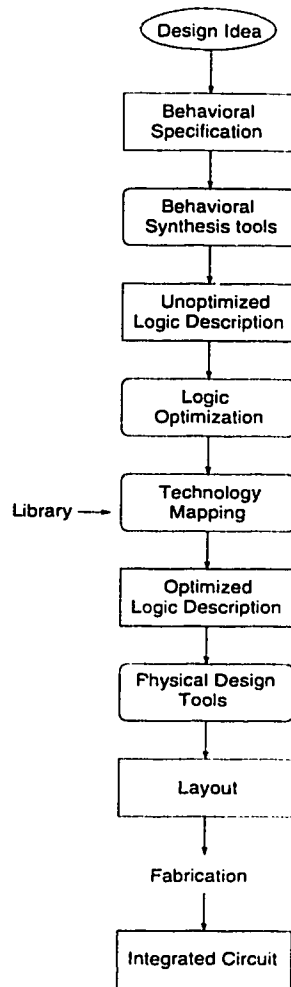 Design Idea
Behavioral
Specification
Behavioral
Synthesis tools
Unoptimized
Logic Description
Logic
Optimization
Library
Technology
Mapping
Optimized
Logic Description
Physical Design
Tools
Layout
Fabrication
Integrated Circuit